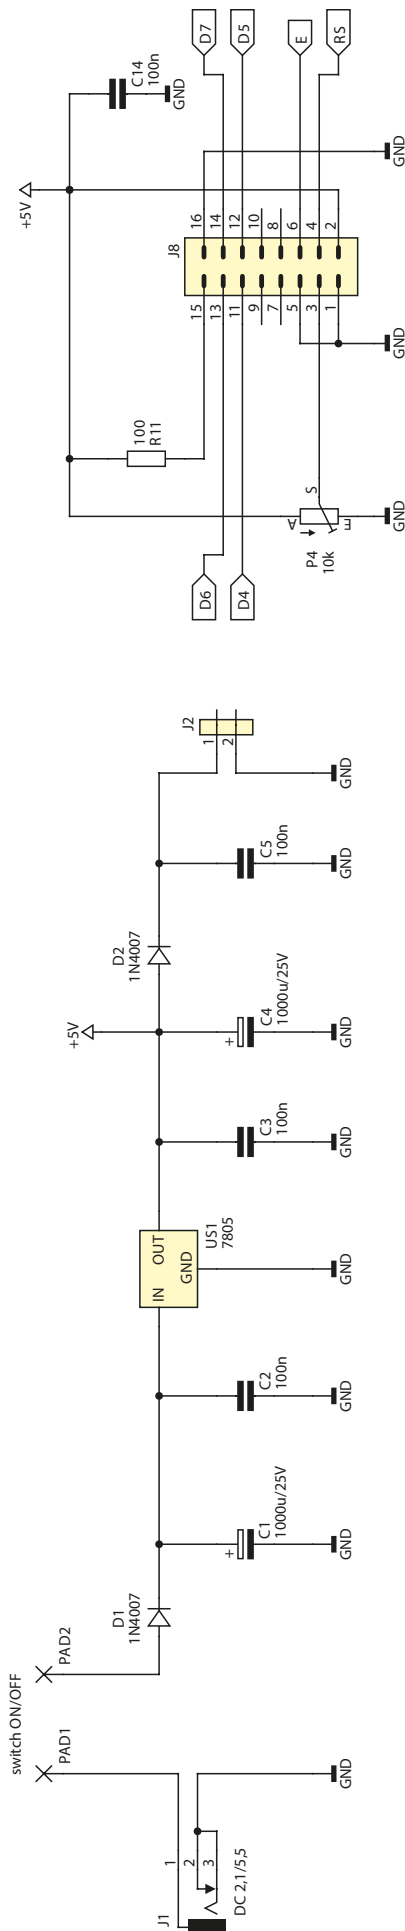 J1
1
2
3
DC 2,1/5,5
GND
switch ON/OFF
PAD1
PAD2
D1
1N4007
+
C1
1000u/25V
GND
C2
100n
GND
IN
OUT
GND
US1
7805
GND
C3
100n
GND
+5V
+
C4
1000u/25V
GND
D2
1N4007
C5
100n
GND
J2
1
2
GND
D6
D4
+5V
A
S
E
P4
10k
GND
100
R11
J8
15
13
11
9
7
5
3
1
16
14
12
10
8
6
4
2
GND
GND
C14
100n
GND
D7
D5
E
RS